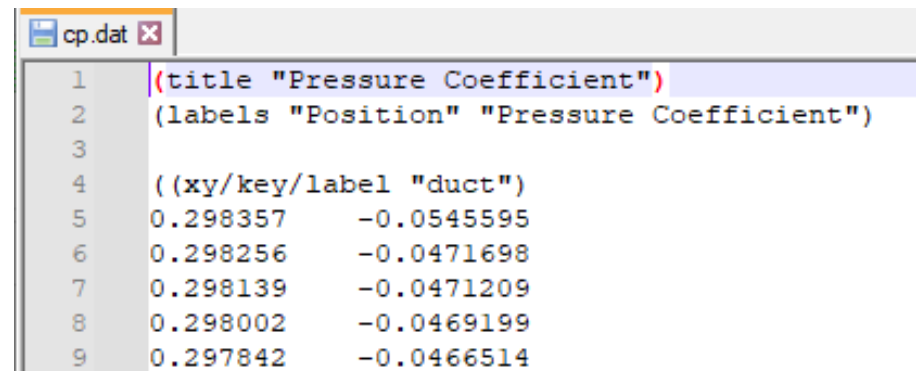 cp.dat
1 (title "Pressure Coefficient")
2 (labels "Position" "Pressure Coefficient")
3
4 ((xy/key/label "duct")
5 0.298357 -0.0545595
6 0.298256 -0.0471698
7 0.298139 -0.0471209
8 0.298002 -0.0469199
9 0.297842 -0.0466514